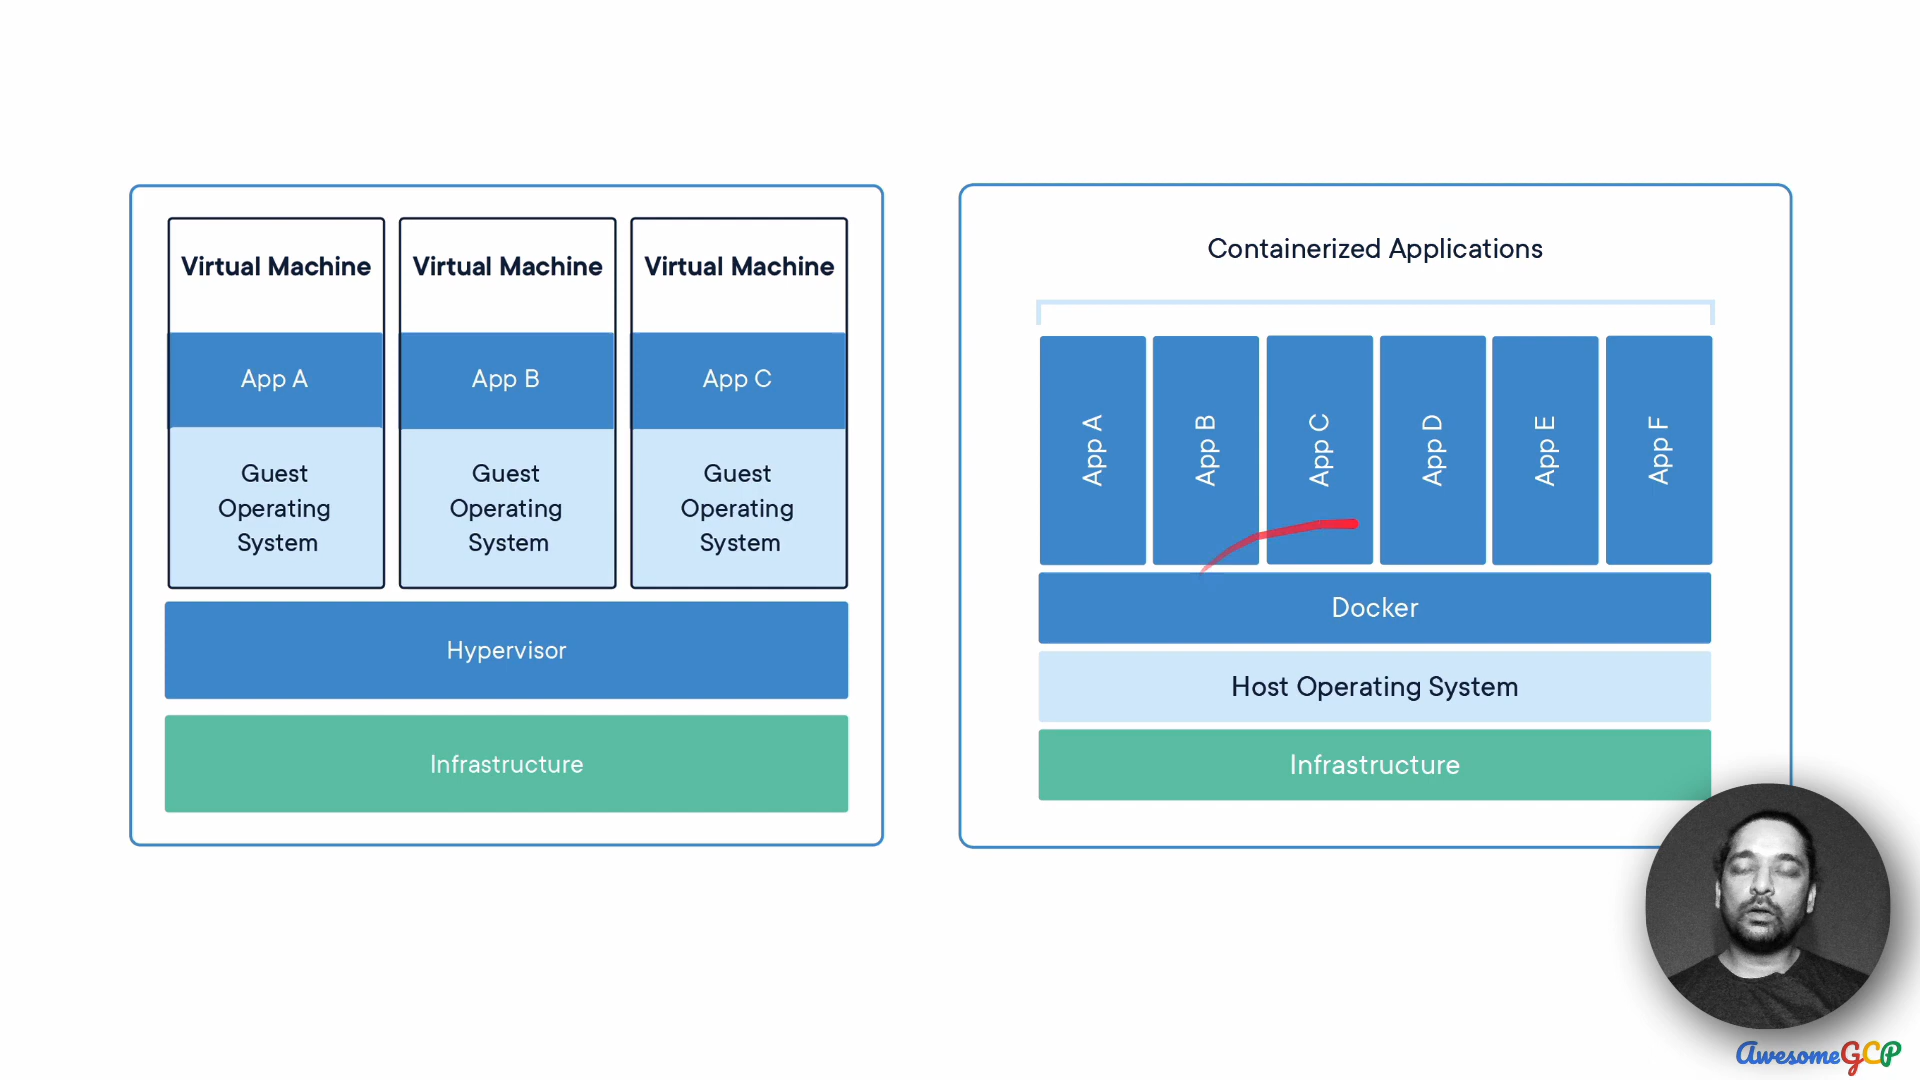 Virtual Machine
App A
Guest
Operating
System
Virtual Machine
App B
Guest
Operating
System
Virtual Machine
App C
Guest
Operating
System
Hypervisor
Infrastructure
Containerized Applications
App A
App B
App C
App D
App E
App F
Docker
Host Operating System
Infrastructure
AwesomeGCP